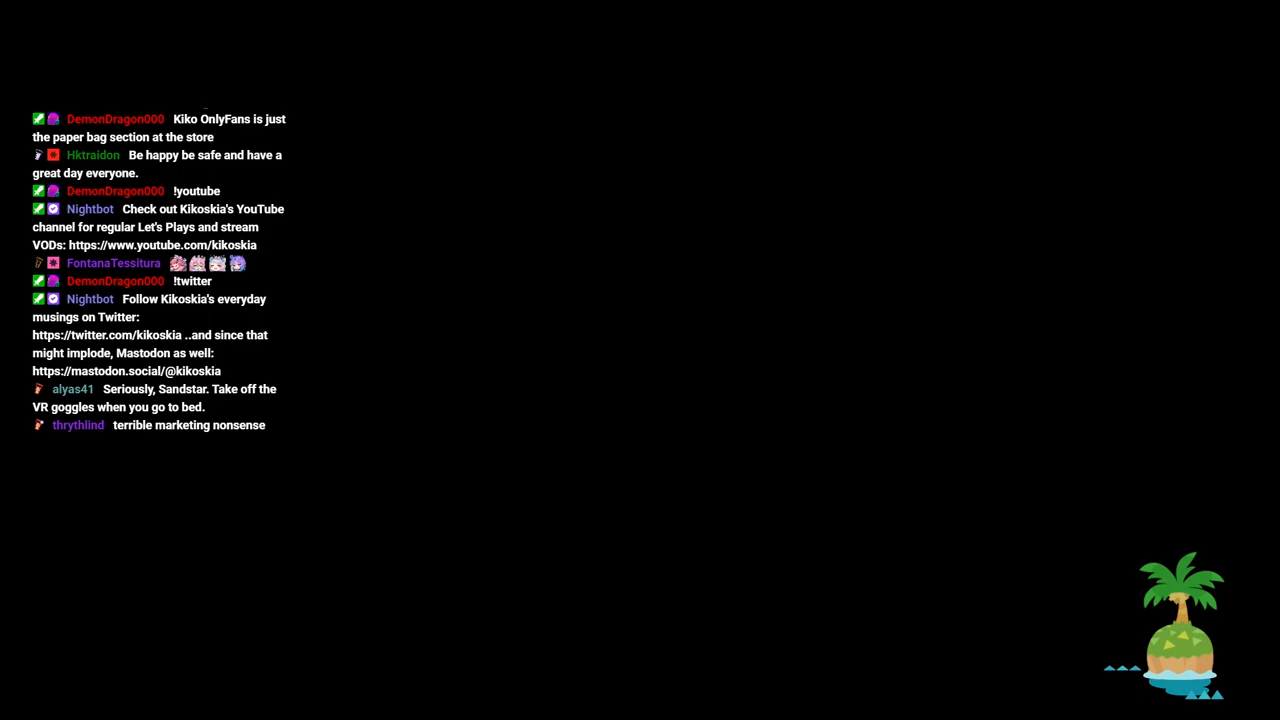 DemonDragon000 Kiko OnlyFans is just
the paper bag section at the store
Hktraidon Be happy be safe and have a
great day everyone.
DemonDragon000 !youtube
Nightbot Check out Kikoskia's YouTube
channel for regular Let's Plays and stream
VODs: https://www.youtube.com/kikoskia
FontanaTessitura
DemonDragon000 !twitter
Nightbot Follow Kikoskia's everyday
musings on Twitter:
https://twitter.com/kikoskia ..and since that
might implode, Mastodon as well:
https://mastodon.social/@kikoskia
alyas41 Seriously, Sandstar. Take off the
VR goggles when you go to bed.
thrythlind terrible marketing nonsense